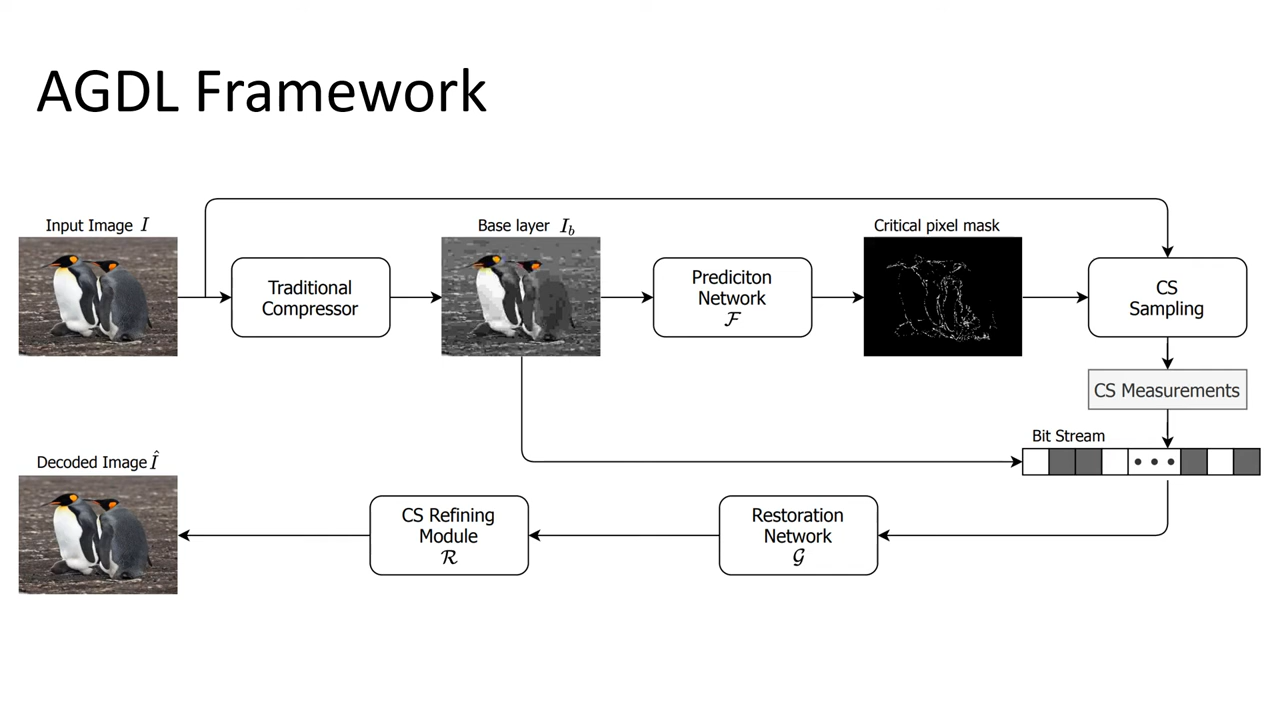 AGDL Framework
Input Image I
Base layer I_b
Critical pixel mask
Traditional
Compressor
Prediciton
Network
ℱ
CS
Sampling
CS Measurements
Bit Stream
Decoded Image Î
CS Refining
Module
ℛ
Restoration
Network
𝒢